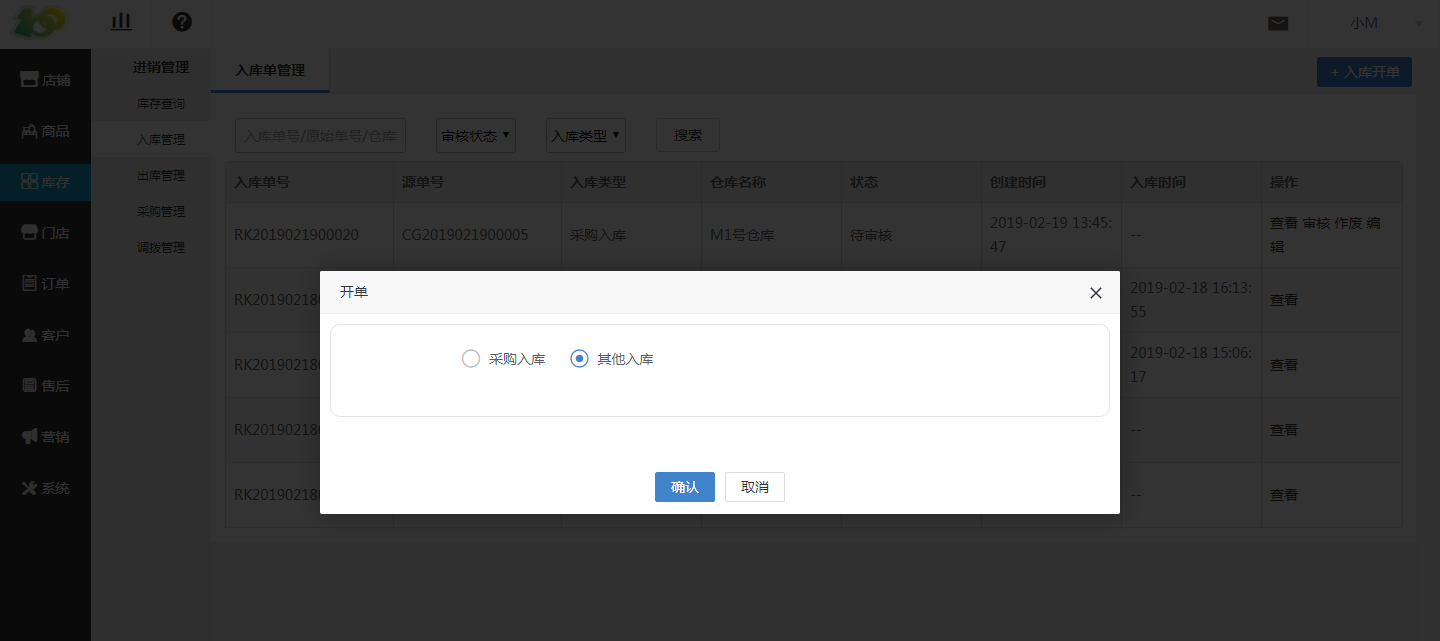 小M
店铺
商品
库存
门店
订单
客户
售后
营销
系统
进销管理
库存查询
入库管理
出库管理
采购管理
调拨管理
入库单管理
+ 入库开单
入库单号/原始单号/仓库
审核状态
入库类型
搜索
入库单号 源单号 入库类型 仓库名称 状态 创建时间 入库时间 操作
RK2019021900020 CG2019021900005 采购入库 M1号仓库 待审核 2019-02-19 13:45:47 -- 查看 审核 作废 编辑
RK20190218 2019-02-18 16:13:55 查看
RK20190218 2019-02-18 15:06:17 查看
RK20190218 -- 查看
RK20190218 -- 查看
开单
采购入库 其他入库
确认 取消